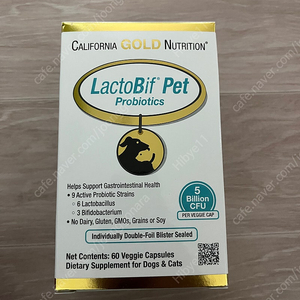 CALIFORNIA GOLD NUTRITION®
LactoBif® Pet
Probiotics
Helps Support Gastrointestinal Health
• 9 Active Probiotic Strains
◦ 6 Lactobacillus
◦ 3 Bifidobacterium
• No Dairy, Gluten, GMOs, Grains or Soy
5
Billion
CFU
PER VEGGIE CAP
Individually Double-Foil Blister Sealed
Net Contents: 60 Veggie Capsules
Dietary Supplement for Dogs & Cats